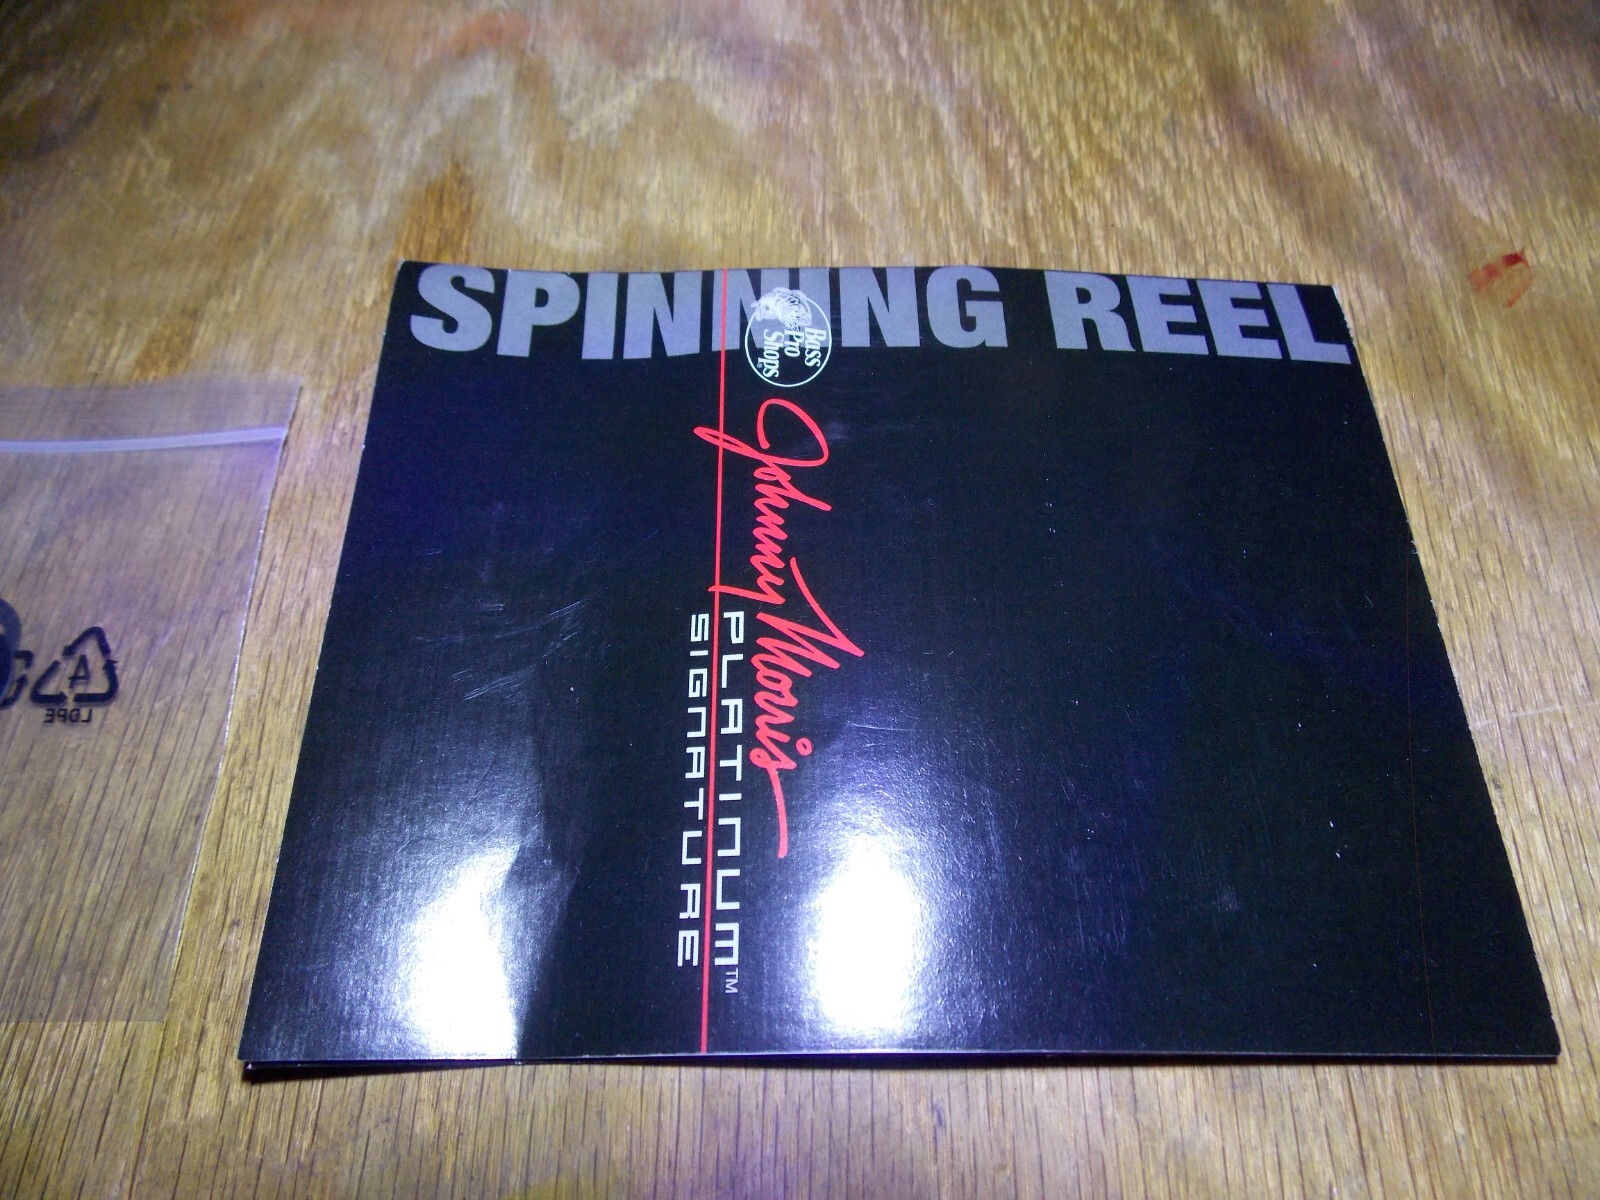 SPINNING REEL
Bass
Pro
Shops
Johnny Morris
PLATINUM™
SIGNATURE
A
LDPE